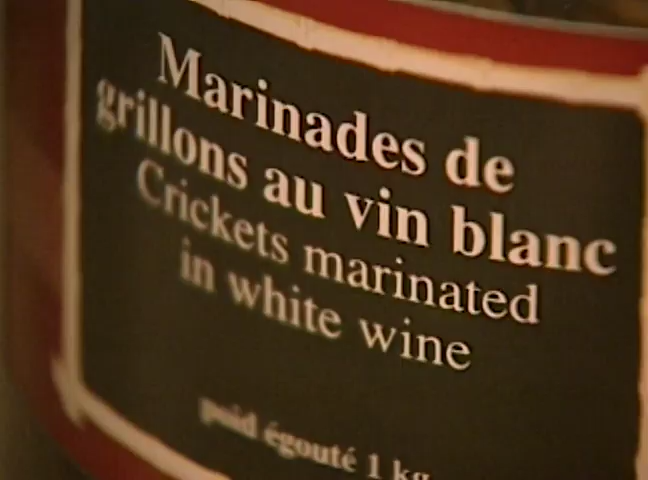 Marinades de
grillons au vin blanc
Crickets marinated
in white wine
poid égouté 1 kg